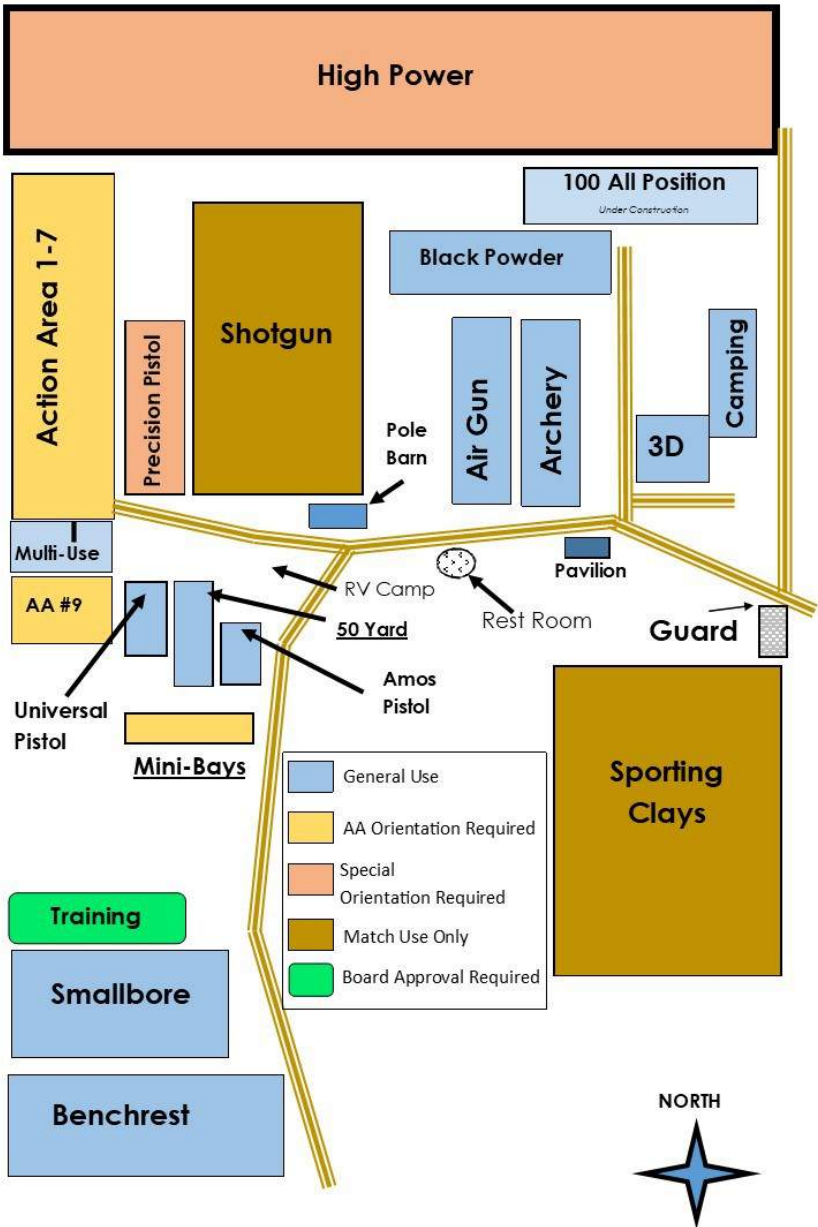 High Power
100 All Position
Under Construction
Action Area 1-7
Black Powder
Shotgun
Precision Pistol
Camping
Air Gun
Archery
3D
Pole
Barn
Multi-Use
AA #9
RV Camp
Pavilion
Rest Room
50 Yard
Guard
Amos
Pistol
Universal
Pistol
Mini-Bays
Sporting
Clays
General Use
AA Orientation Required
Special
Orientation Required
Match Use Only
Board Approval Required
Training
Smallbore
Benchrest
NORTH